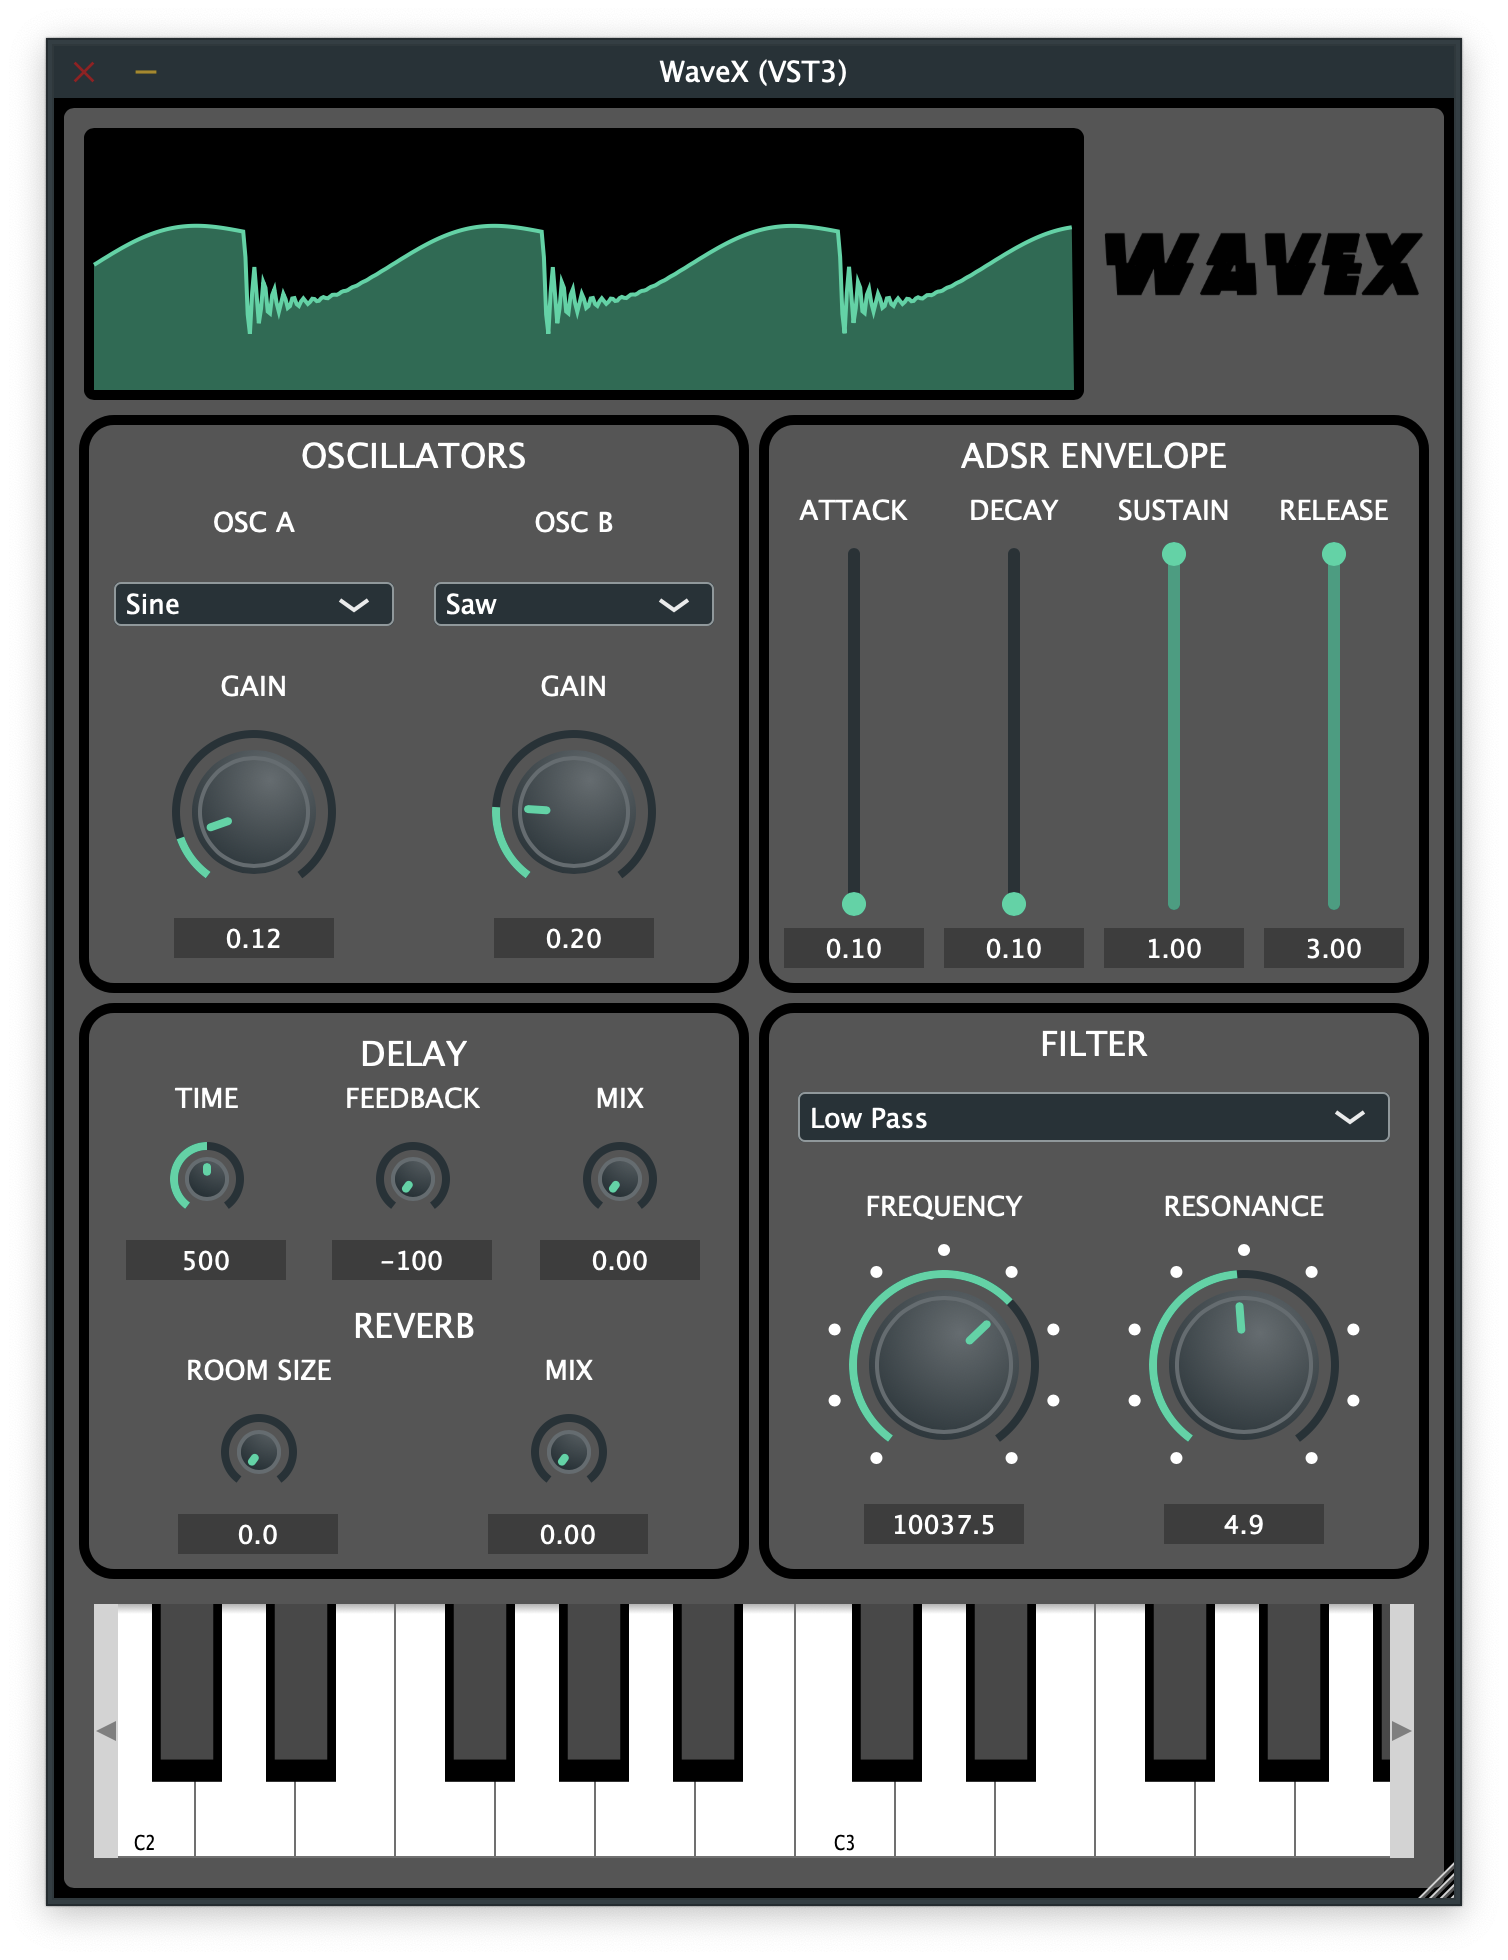 WaveX (VST3)
WAVEX
OSCILLATORS
OSC A OSC B
Sine Saw
GAIN GAIN
0.12 0.20
ADSR ENVELOPE
ATTACK DECAY SUSTAIN RELEASE
0.10 0.10 1.00 3.00
DELAY
TIME FEEDBACK MIX
500 -100 0.00
REVERB
ROOM SIZE MIX
0.0 0.00
FILTER
Low Pass
FREQUENCY RESONANCE
10037.5 4.9
C2 C3